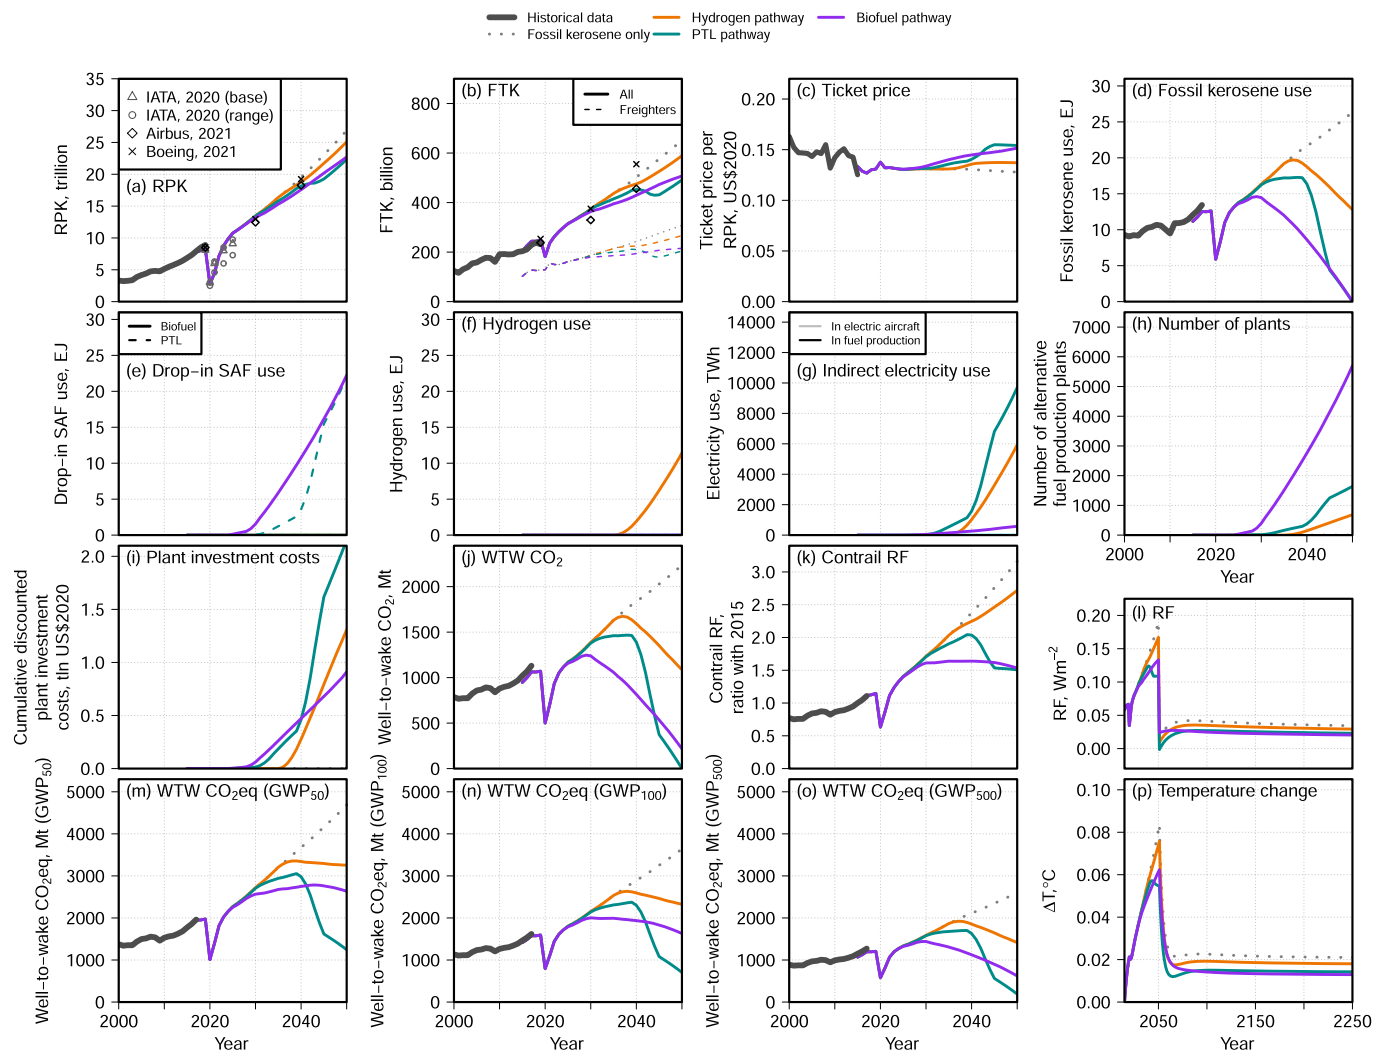 Historical data
Hydrogen pathway
Biofuel pathway
Fossil kerosene only
PTL pathway
RPK, trillion
35
30
25
20
15
10
5
0
IATA, 2020 (base)
IATA, 2020 (range)
Airbus, 2021
Boeing, 2021
(a) RPK
FTK, billion
800
600
400
200
0
(b) FTK
All
Freighters
Ticket price per
RPK, US$2020
0.20
0.15
0.10
0.05
0.00
(c) Ticket price
Fossil kerosene use, EJ
30
25
20
15
10
5
0
(d) Fossil kerosene use
Drop−in SAF use, EJ
30
25
20
15
10
5
0
Biofuel
PTL
(e) Drop−in SAF use
Hydrogen use, EJ
30
25
20
15
10
5
0
(f) Hydrogen use
Electricity use, TWh
14000
12000
10000
8000
6000
4000
2000
0
In electric aircraft
In fuel production
(g) Indirect electricity use
Number of alternative
fuel production plants
7000
6000
5000
4000
3000
2000
1000
0
(h) Number of plants
2000
2020
2040
Year
Cumulative discounted
plant investment
costs, tln US$2020
2.0
1.5
1.0
0.5
0.0
(i) Plant investment costs
Well−to−wake CO2, Mt
2000
1500
1000
500
0
(j) WTW CO2
Contrail RF,
ratio with 2015
3.0
2.5
2.0
1.5
1.0
0.5
0.0
(k) Contrail RF
RF, Wm−2
0.20
0.15
0.10
0.05
0.00
(l) RF
Well−to−wake CO2eq, Mt (GWP50)
5000
4000
3000
2000
1000
0
(m) WTW CO2eq (GWP50)
2000
2020
2040
Year
Well−to−wake CO2eq, Mt (GWP100)
5000
4000
3000
2000
1000
0
(n) WTW CO2eq (GWP100)
2000
2020
2040
Year
Well−to−wake CO2eq, Mt (GWP500)
5000
4000
3000
2000
1000
0
(o) WTW CO2eq (GWP500)
2000
2020
2040
Year
ΔT,°C
0.10
0.08
0.06
0.04
0.02
0.00
(p) Temperature change
2050
2150
2250
Year